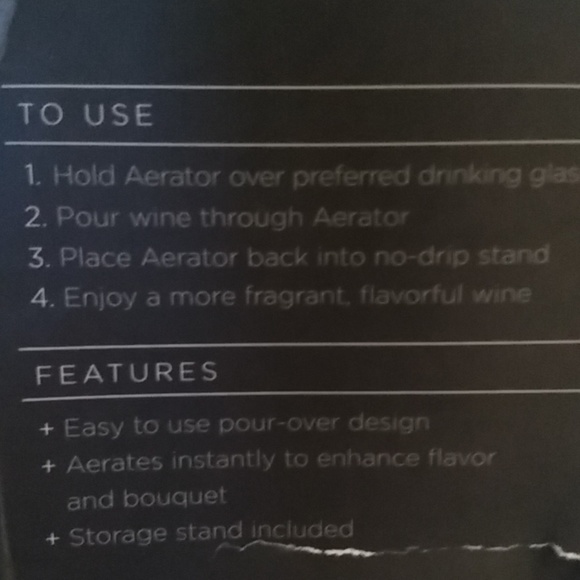 TO USE
1. Hold Aerator over preferred drinking glas
2. Pour wine through Aerator
3. Place Aerator back into no-drip stand
4. Enjoy a more fragrant, flavorful wine
FEATURES
+ Easy to use pour-over design
+ Aerates instantly to enhance flavor
and bouquet
+ Storage stand included